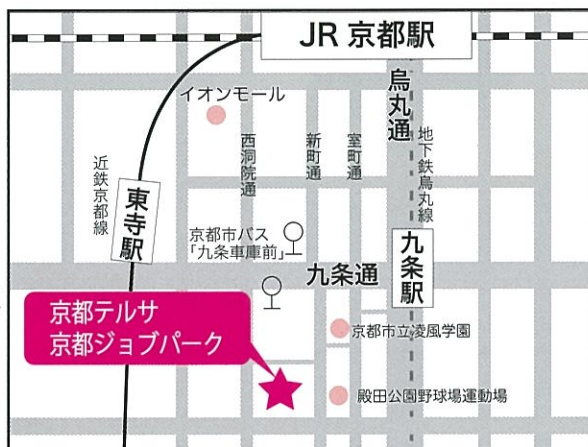 JR 京都駅
烏丸通
イオンモール
西洞院通
新町通
室町通
地下鉄烏丸線
近鉄京都線
東寺駅
京都市バス
「九条車庫前」
九条通
九条駅
京都テルサ
京都ジョブパーク
京都市立凌風学園
殿田公園野球場運動場